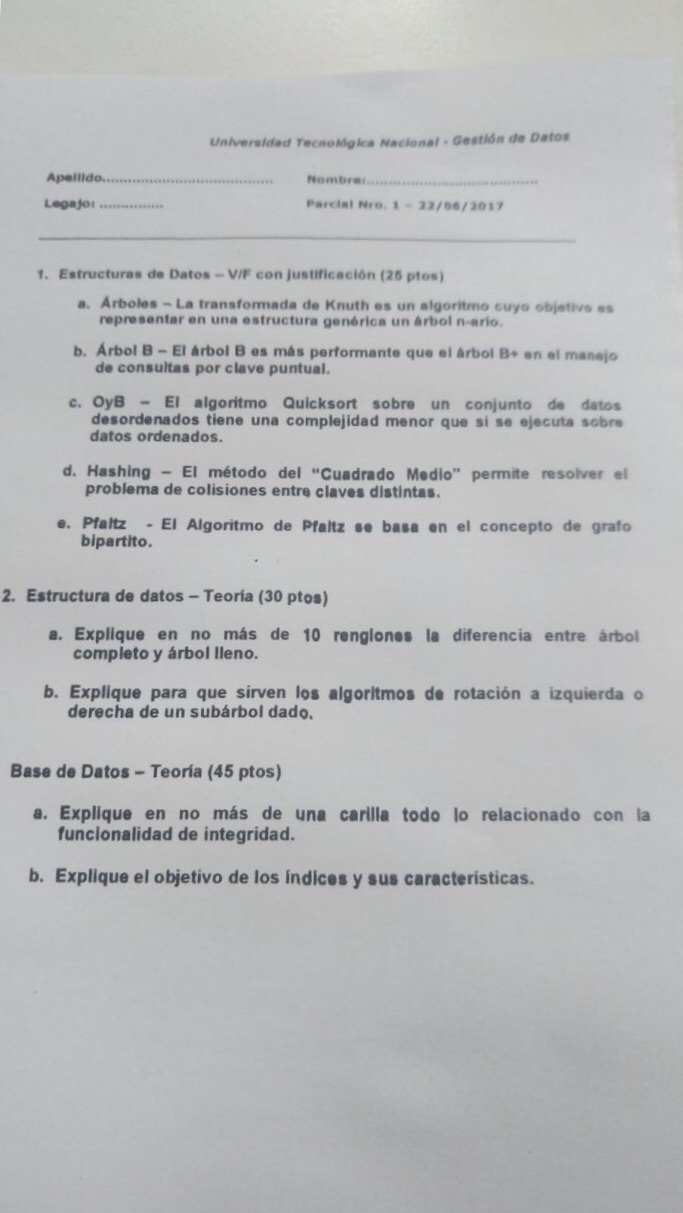 Universidad Tecnológica Nacional - Gestión de Datos
Apellido.................................... Nombre:....................................
Legajo: .............. Parcial Nro. 1 - 22/06/2017
1. Estructuras de Datos – V/F con justificación (25 ptos)
a. Árboles – La transformada de Knuth es un algoritmo cuyo objetivo es
representar en una estructura genérica un árbol n-ario.
b. Árbol B – El árbol B es más performante que el árbol B+ en el manejo
de consultas por clave puntual.
c. OyB – El algoritmo Quicksort sobre un conjunto de datos
desordenados tiene una complejidad menor que si se ejecuta sobre
datos ordenados.
d. Hashing – El método del “Cuadrado Medio” permite resolver el
problema de colisiones entre claves distintas.
e. Pfaltz - El Algoritmo de Pfaltz se basa en el concepto de grafo
bipartito.
2. Estructura de datos – Teoría (30 ptos)
a. Explique en no más de 10 renglones la diferencia entre árbol
completo y árbol lleno.
b. Explique para que sirven los algoritmos de rotación a izquierda o
derecha de un subárbol dado.
Base de Datos – Teoría (45 ptos)
a. Explique en no más de una carilla todo lo relacionado con la
funcionalidad de integridad.
b. Explique el objetivo de los índices y sus características.